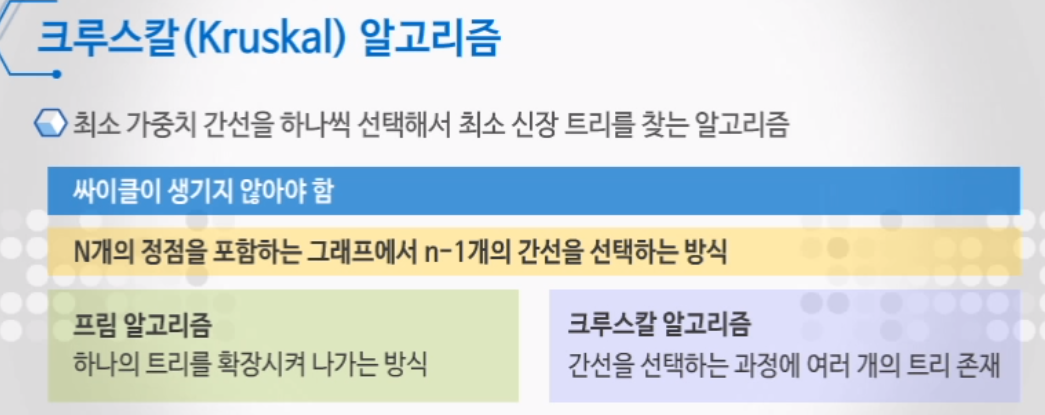 크루스칼(Kruskal) 알고리즘
최소 가중치 간선을 하나씩 선택해서 최소 신장 트리를 찾는 알고리즘
싸이클이 생기지 않아야 함
N개의 정점을 포함하는 그래프에서 n-1개의 간선을 선택하는 방식
프림 알고리즘
하나의 트리를 확장시켜 나가는 방식
크루스칼 알고리즘
간선을 선택하는 과정에 여러 개의 트리 존재